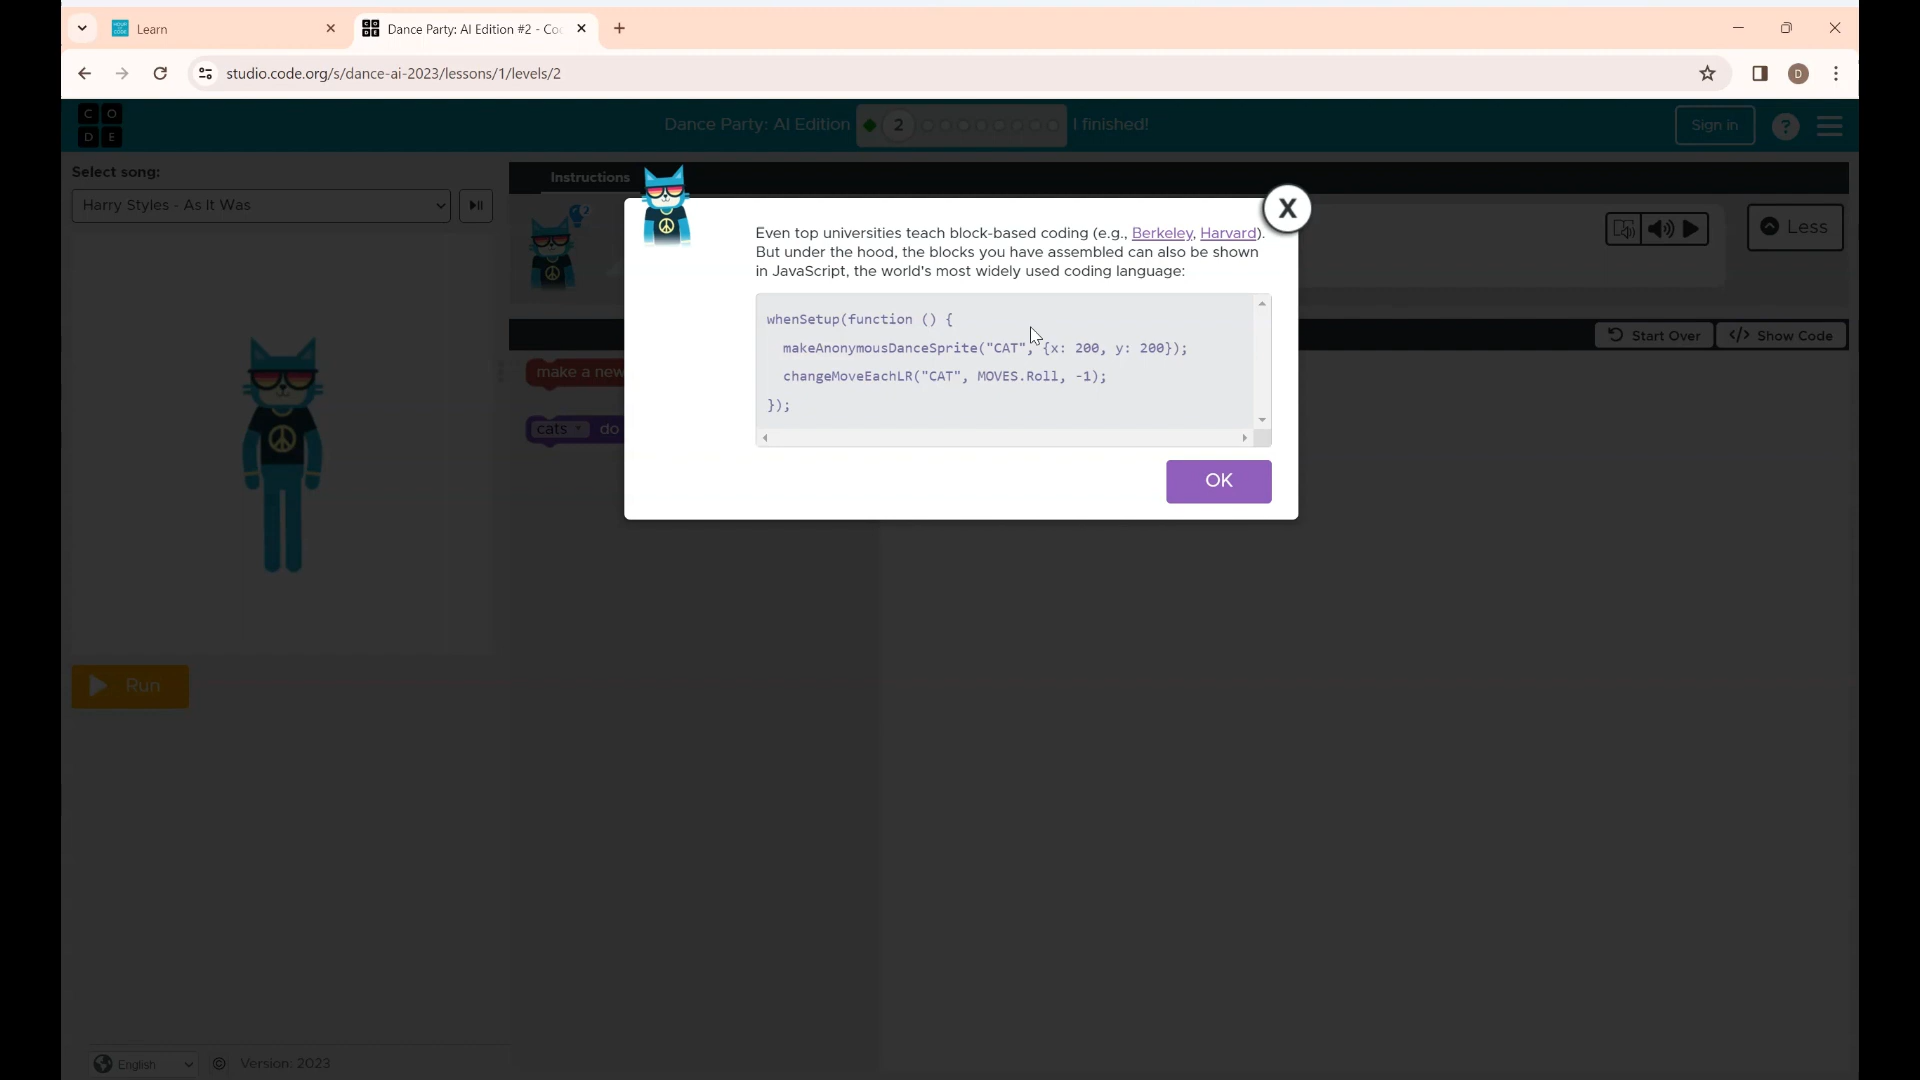 Learn
Dance Party: AI Edition #2 - Co
studio.code.org/s/dance-ai-2023/lessons/1/levels/2
D
C O
D E
Dance Party: AI Edition
2
I finished!
Sign in
?
Select song:
Harry Styles - As It Was
Instructions
Less
X
Even top universities teach block-based coding (e.g., Berkeley, Harvard).
But under the hood, the blocks you have assembled can also be shown
in JavaScript, the world's most widely used coding language:
whenSetup(function () {
makeAnonymousDanceSprite("CAT", {x: 200, y: 200});
changeMoveEachLR("CAT", MOVES.Roll, -1);
});
OK
Start Over
</> Show Code
make a new
cats do
Run
English
© Version: 2023